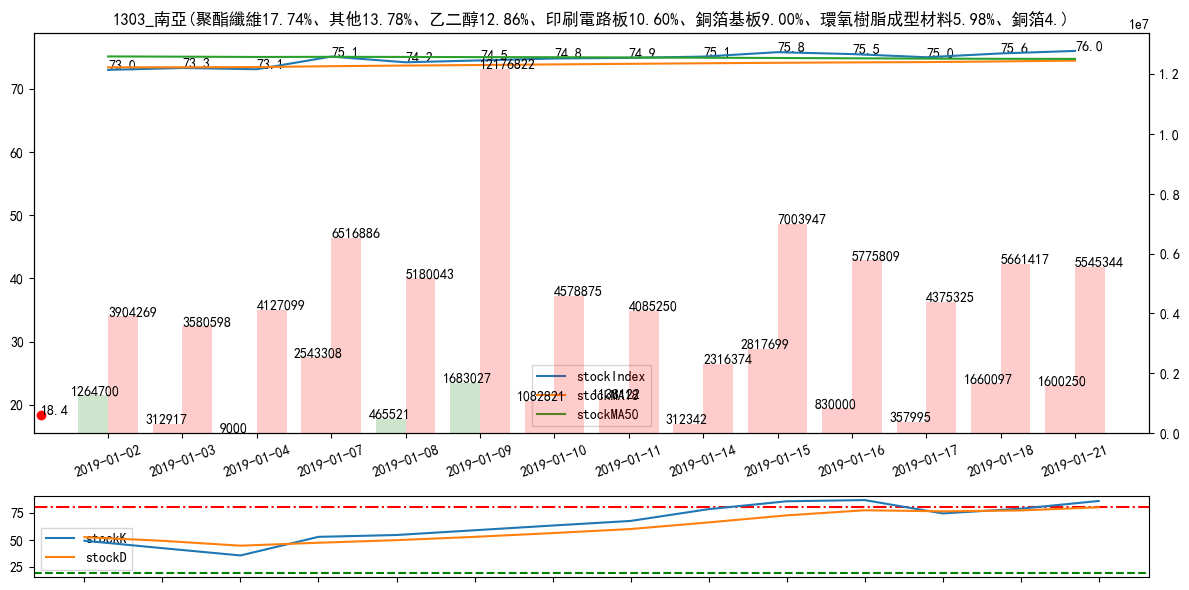 1303_南亞(聚酯纖維17.74%、其他13.78%、乙二醇12.86%、印刷電路板10.60%、銅箔基板9.00%、環氧樹脂成型材料5.98%、銅箔4.)
1e7
73.0 73.3 73.1 75.1 74.2 74.5 74.8 74.9 75.1 75.8 75.5 75.0 75.6 76.0
12176822
70
60
50
40
30
20
1.2
1.0
0.8
0.6
0.4
0.2
0.0
3904269 3580598 4127099 6516886 5180043 4578875 4085250 2316374 7003947 5775809 4375325 5661417 5545344
1264700 312917 9000 2543308 465521 1683027 1082821 312342 2817699 830000 357995 1660097 1600250
18.4
stockIndex
stockMA50
2019-01-02 2019-01-03 2019-01-04 2019-01-07 2019-01-08 2019-01-09 2019-01-10 2019-01-11 2019-01-14 2019-01-15 2019-01-16 2019-01-17 2019-01-18 2019-01-21
75
50
25
stockK
stockD